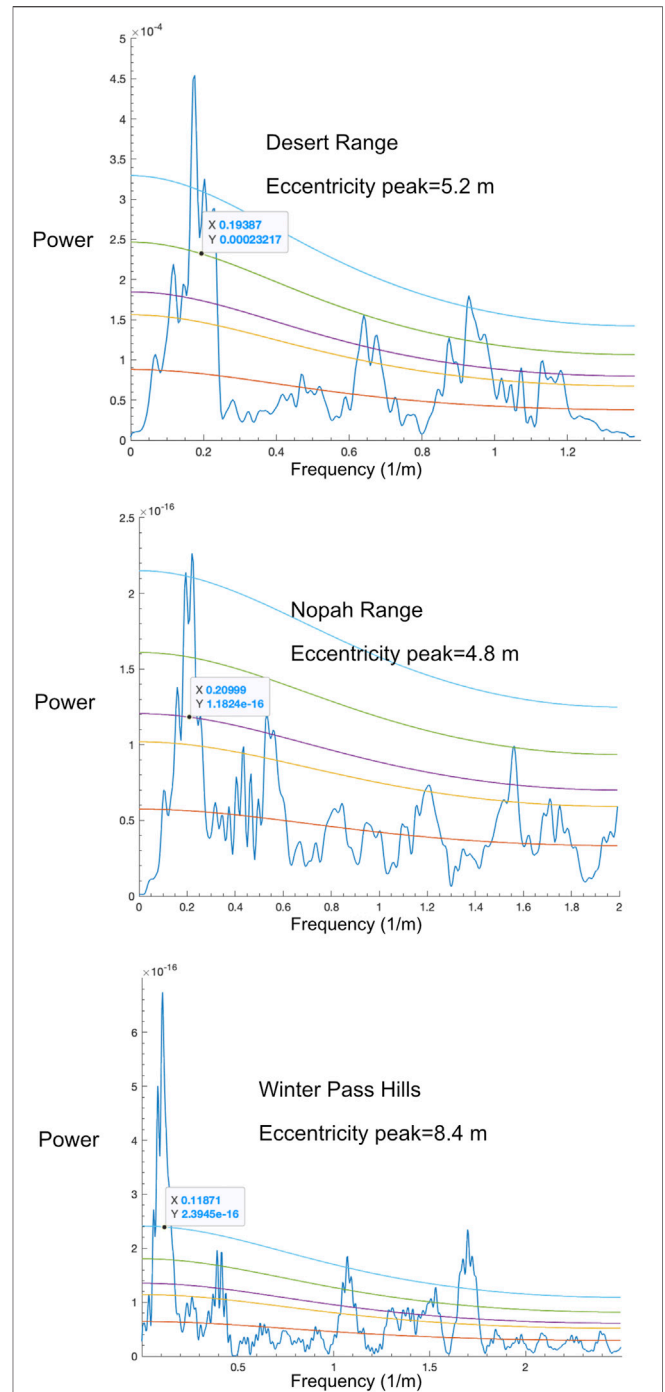 ×10-4
5
4.5
4
3.5
3
2.5
2
1.5
1
0.5
0
Power
Desert Range
Eccentricity peak=5.2 m
X 0.19387
Y 0.00023217
0 0.2 0.4 0.6 0.8 1 1.2
Frequency (1/m)
×10-16
2.5
2
1.5
1
0.5
0
Power
Nopah Range
Eccentricity peak=4.8 m
X 0.20999
Y 1.1824e-16
0 0.2 0.4 0.6 0.8 1 1.2 1.4 1.6 1.8 2
Frequency (1/m)
×10-16
6
5
4
3
2
1
0
Power
Winter Pass Hills
Eccentricity peak=8.4 m
X 0.11871
Y 2.3945e-16
0.5 1 1.5 2
Frequency (1/m)